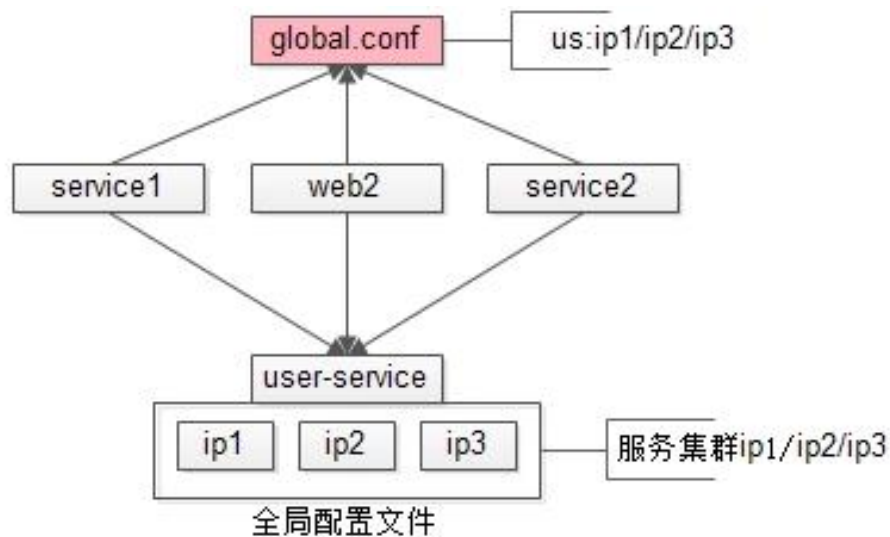 global.conf
us:ip1/ip2/ip3
service1
web2
service2
user-service
ip1
ip2
ip3
服务集群ip1/ip2/ip3
全局配置文件